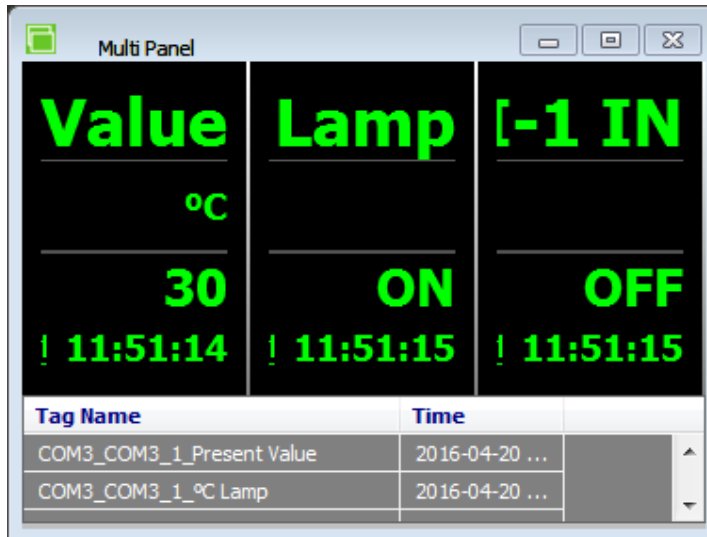 Multi Panel
Value Lamp -1 IN
ºC
30 ON OFF
11:51:14 11:51:15 11:51:15
Tag Name Time
COM3_COM3_1_Present Value 2016-04-20 ...
COM3_COM3_1_ºC Lamp 2016-04-20 ...